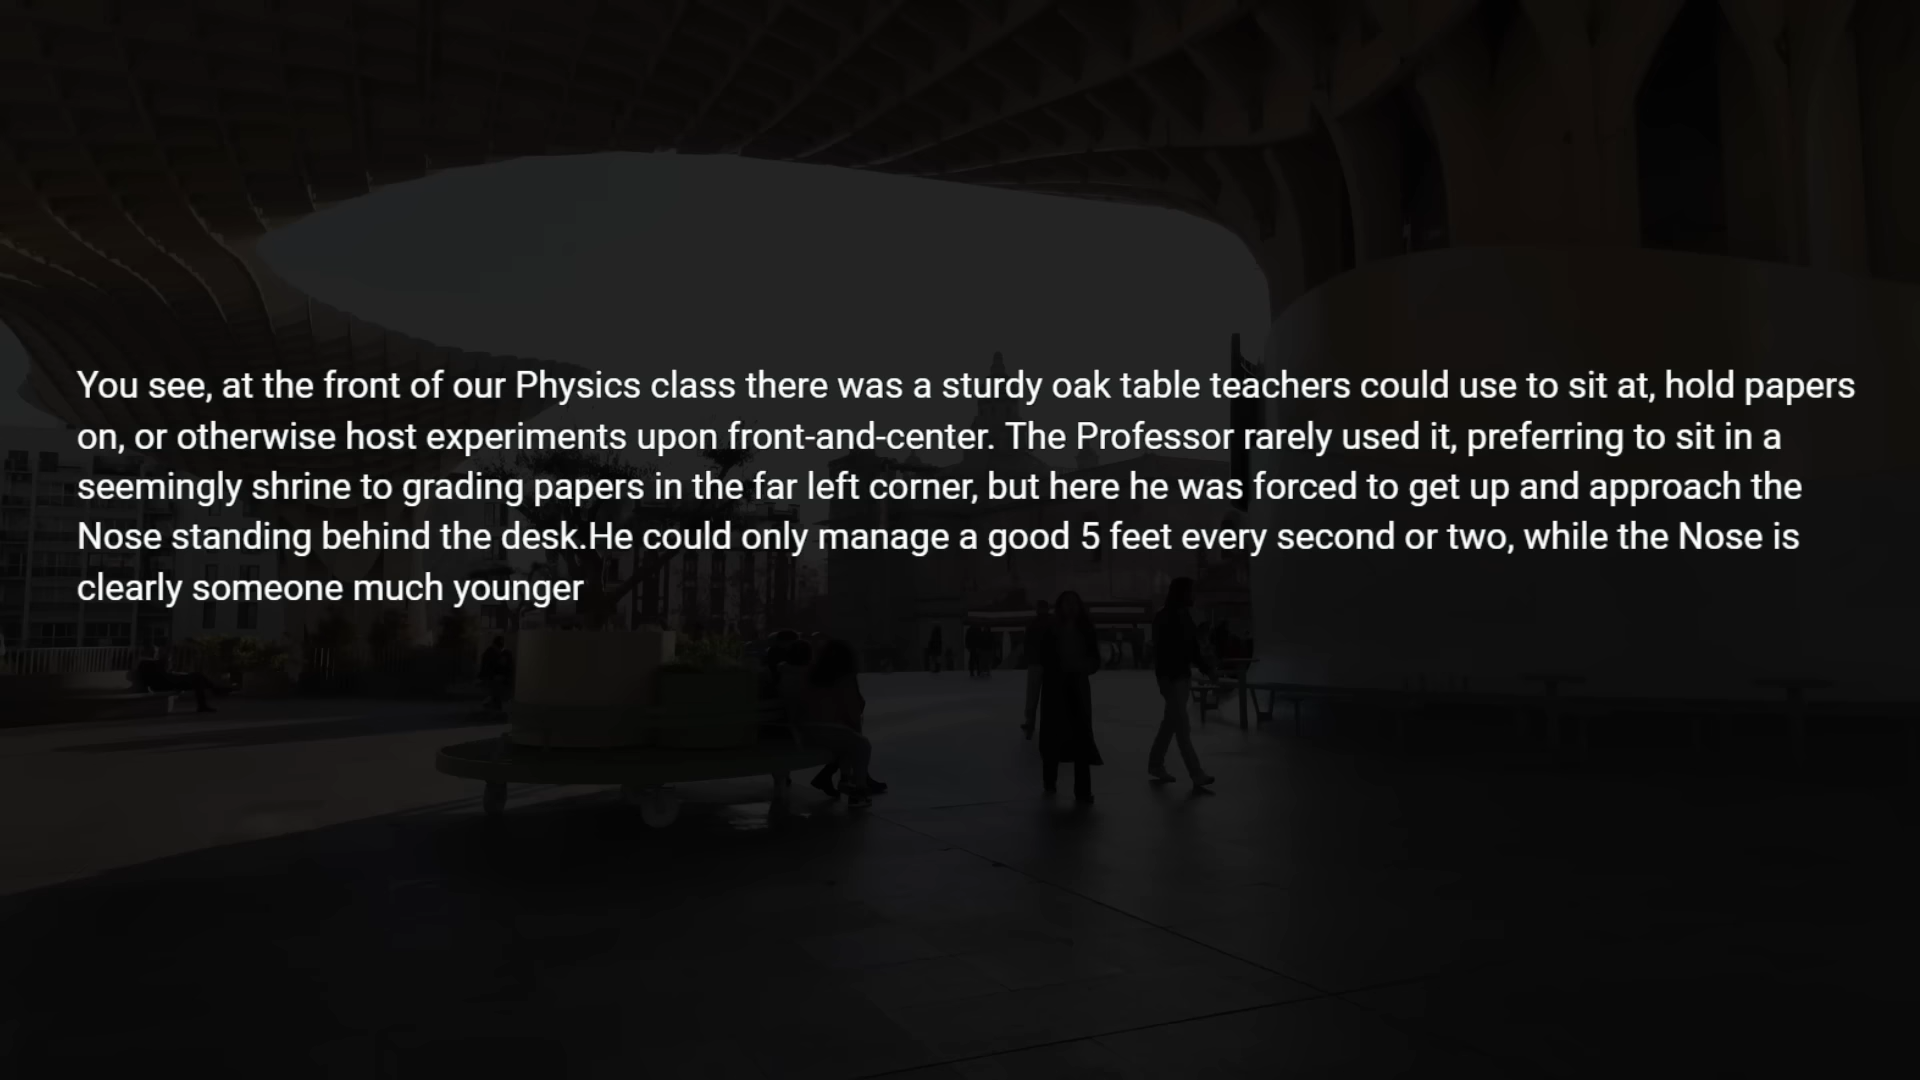 You see, at the front of our Physics class there was a sturdy oak table teachers could use to sit at, hold papers
on, or otherwise host experiments upon front-and-center. The Professor rarely used it, preferring to sit in a
seemingly shrine to grading papers in the far left corner, but here he was forced to get up and approach the
Nose standing behind the desk.He could only manage a good 5 feet every second or two, while the Nose is
clearly someone much younger